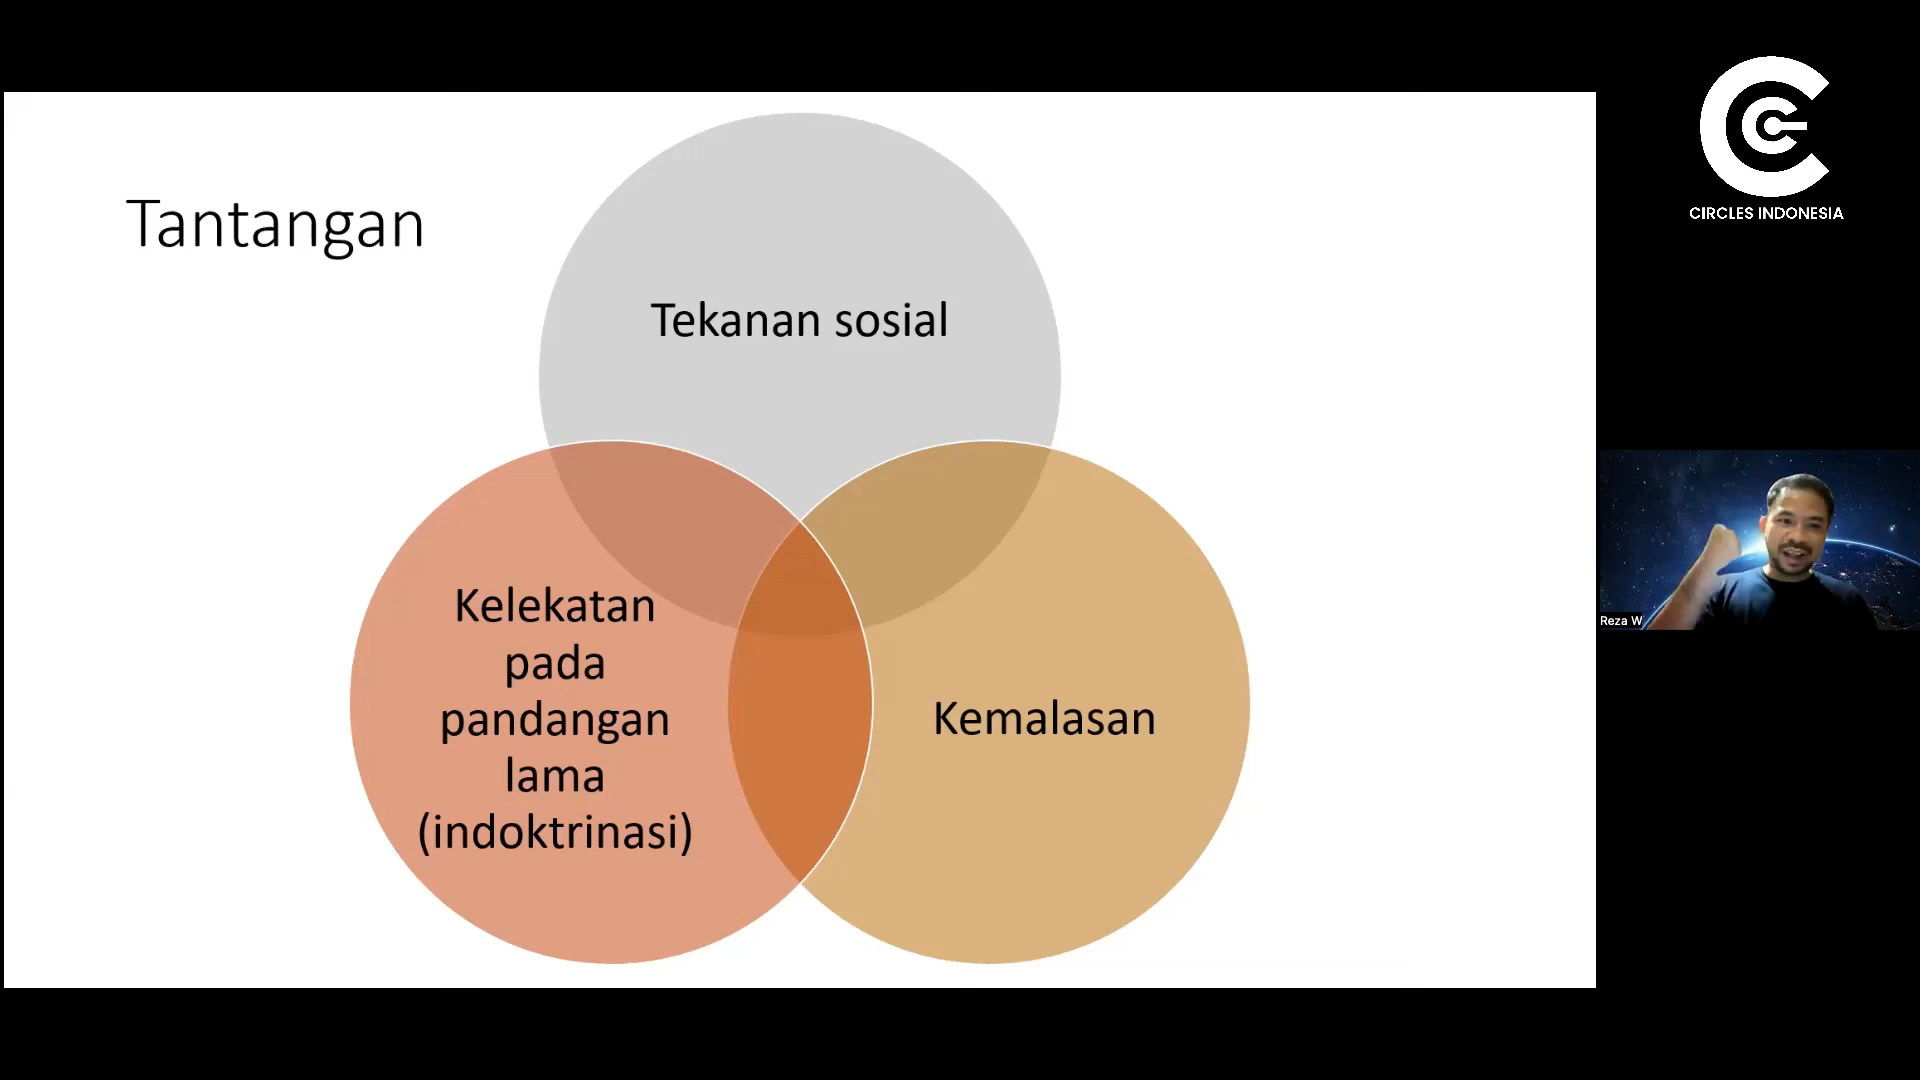 Tantangan
Tekanan sosial
Kelekatan
pada
pandangan
lama
(indoktrinasi)
Kemalasan
CIRCLES INDONESIA
Reza W